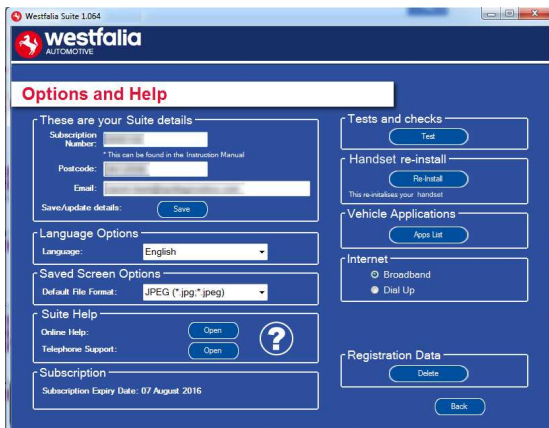 Westfalia Suite 1.064
westfalia
AUTOMOTIVE
Options and Help
These are your Suite details
Subscription Number:
* This can be found in the Instruction Manual
Postcode:
Email:
Save/update details: Save
Language Options
Language: English
Saved Screen Options
Default File Format: JPEG (*.jpg;*.jpeg)
Suite Help
Online Help: Open
Telephone Support: Open
?
Subscription
Subscription Expiry Date: 07 August 2016
Tests and checks
Test
Handset re-install
Re-Install
This re-initalises your handset
Vehicle Applications
Apps List
Internet
Broadband
Dial Up
Registration Data
Delete
Back